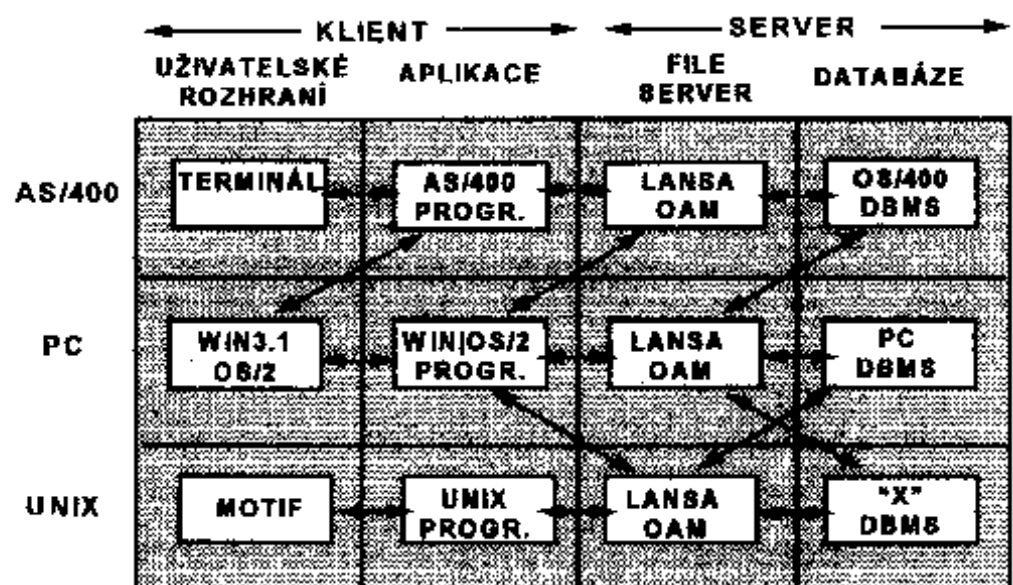 KLIENT
SERVER
UŽIVATELSKÉ
ROZHRANÍ
APLIKACE
FILE
SERVER
DATABÁZE
AS/400
TERMINÁL
AS/400
PROGR.
LANSA
OAM
OS/400
DBMS
PC
WIN3.1
OS/2
WIN|OS/2
PROGR.
LANSA
OAM
PC
DBMS
UNIX
MOTIF
UNIX
PROGR.
LANSA
OAM
"X"
DBMS